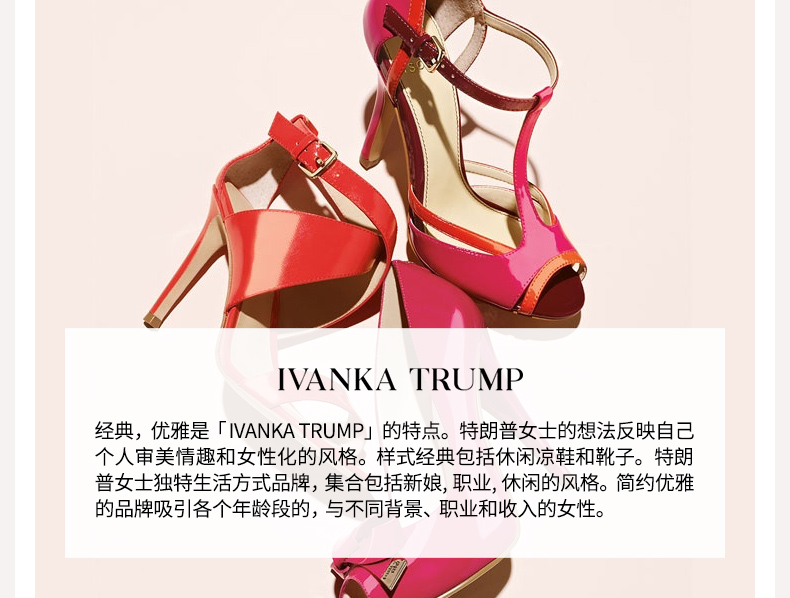 IVANKA TRUMP
经典，优雅是「IVANKA TRUMP」的特点。特朗普女士的想法反映自己
个人审美情趣和女性化的风格。样式经典包括休闲凉鞋和靴子。特朗
普女士独特生活方式品牌，集合包括新娘, 职业, 休闲的风格。简约优雅
的品牌吸引各个年龄段的，与不同背景、职业和收入的女性。